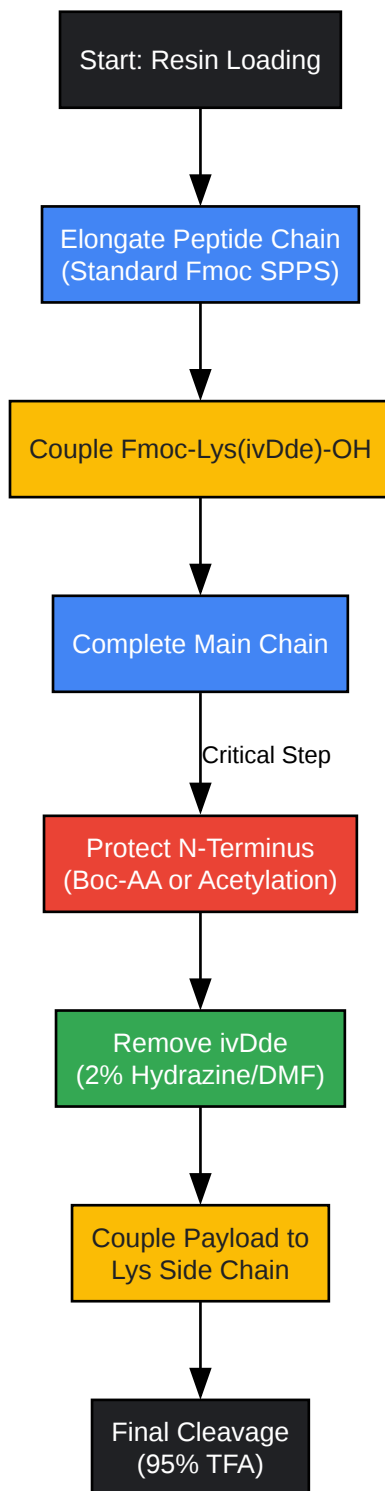 Start: Resin Loading
Elongate Peptide Chain
(Standard Fmoc SPPS)
Couple Fmoc-Lys(ivDde)-OH
Complete Main Chain
Critical Step
Protect N-Terminus
(Boc-AA or Acetylation)
Remove ivDde
(2% Hydrazine/DMF)
Couple Payload to
Lys Side Chain
Final Cleavage
(95% TFA)